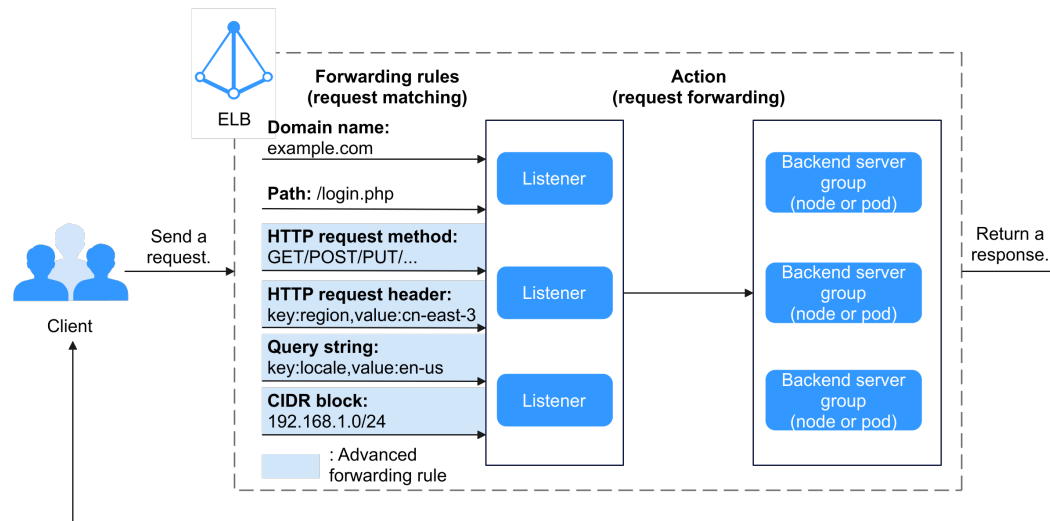 ELB
Forwarding rules
(request matching)
Action
(request forwarding)
Domain name:
example.com
Path: /login.php
HTTP request method:
GET/POST/PUT/...
HTTP request header:
key:region,value:cn-east-3
Query string:
key:locale,value:en-us
CIDR block:
192.168.1.0/24
: Advanced
forwarding rule
Client
Send a
request.
Listener
Listener
Listener
Backend server
group
(node or pod)
Backend server
group
(node or pod)
Backend server
group
(node or pod)
Return a
response.